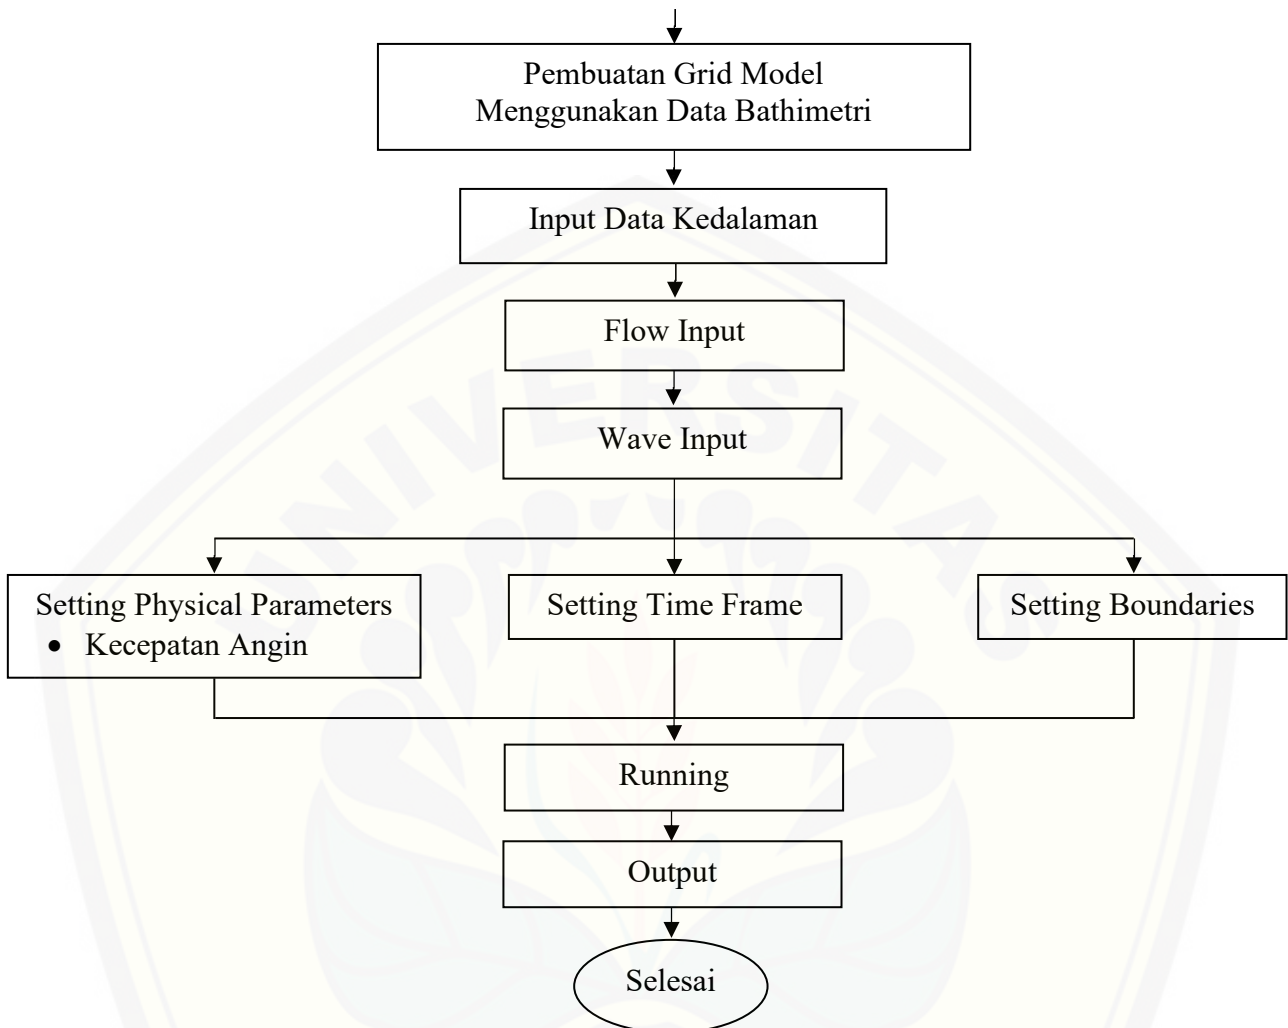 Pembuatan Grid Model
Menggunakan Data Bathimetri
Input Data Kedalaman
Flow Input
Wave Input
UNIVERSITAS
Setting Physical Parameters
• Kecepatan Angin
Setting Time Frame
Setting Boundaries
Running
Output
Selesai